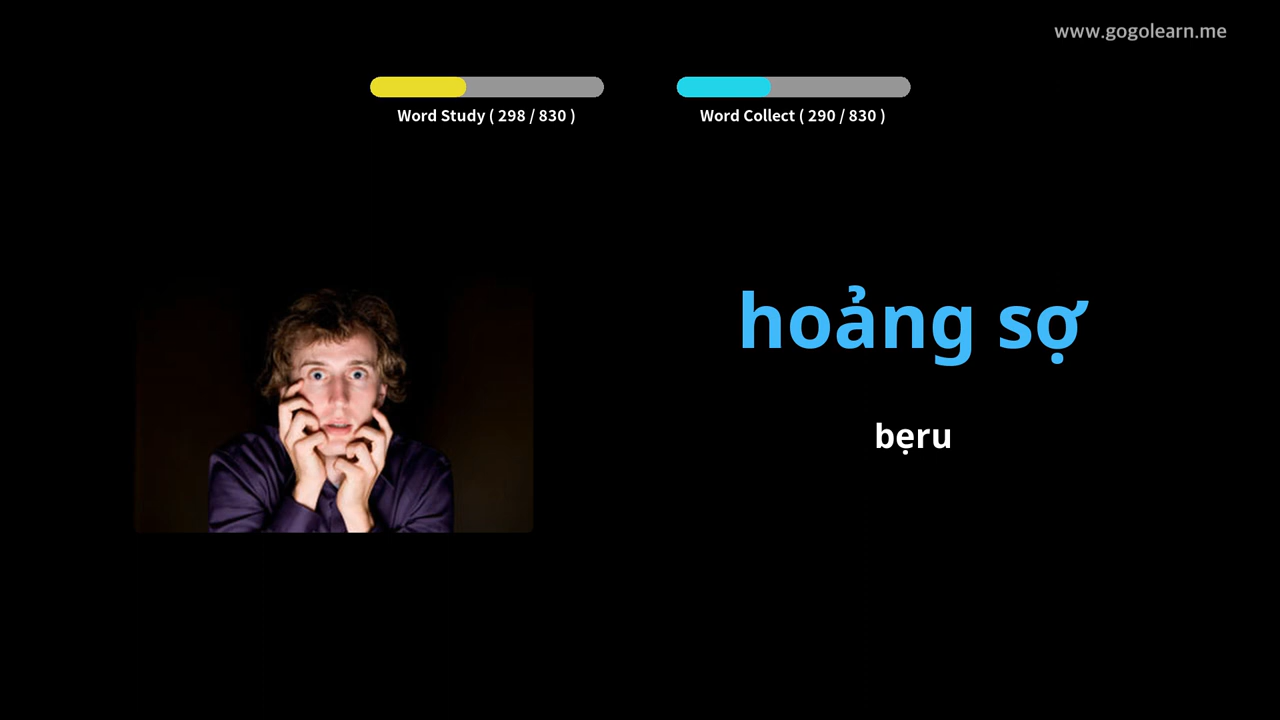 www.gogolearn.me
Word Study ( 298 / 830 )
Word Collect ( 290 / 830 )
hoảng sợ
bẹru